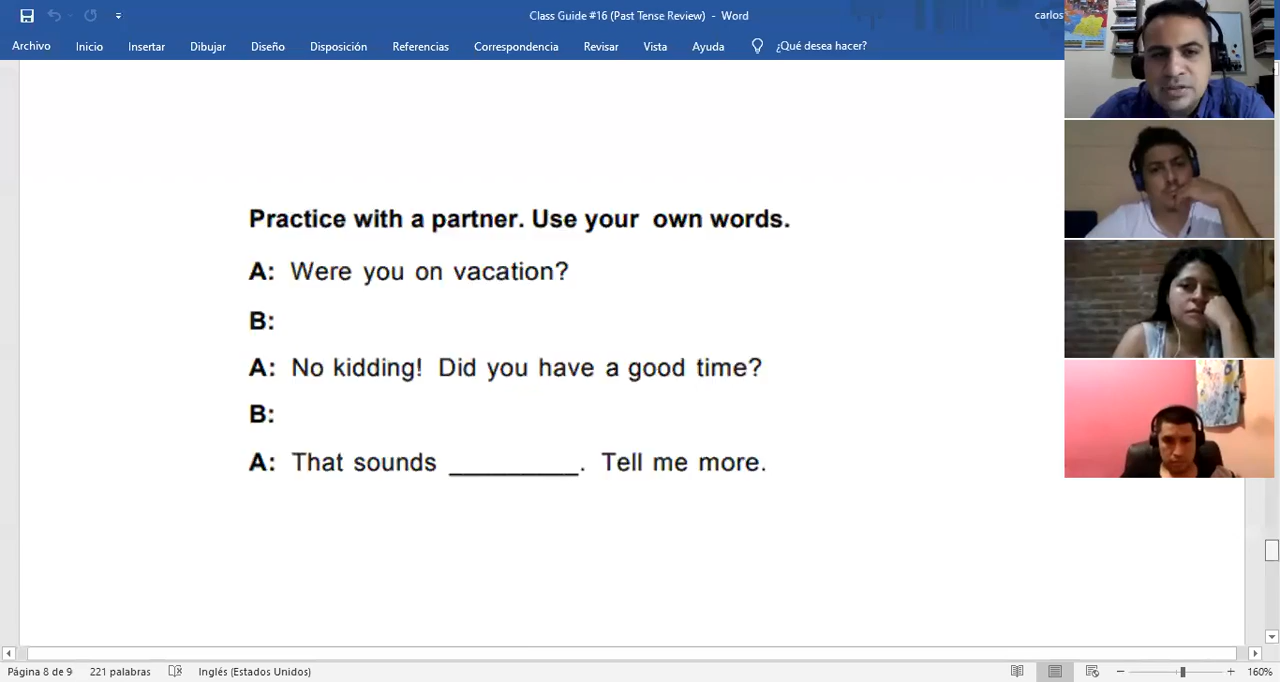 Class Guide #16 (Past Tense Review) - Word
carlos
Archivo Inicio Insertar Dibujar Diseño Disposición Referencias Correspondencia Revisar Vista Ayuda ¿Qué desea hacer?
Practice with a partner. Use your own words.
A: Were you on vacation?
B:
A: No kidding! Did you have a good time?
B:
A: That sounds _________. Tell me more.
Página 8 de 9 221 palabras Inglés (Estados Unidos) 160%